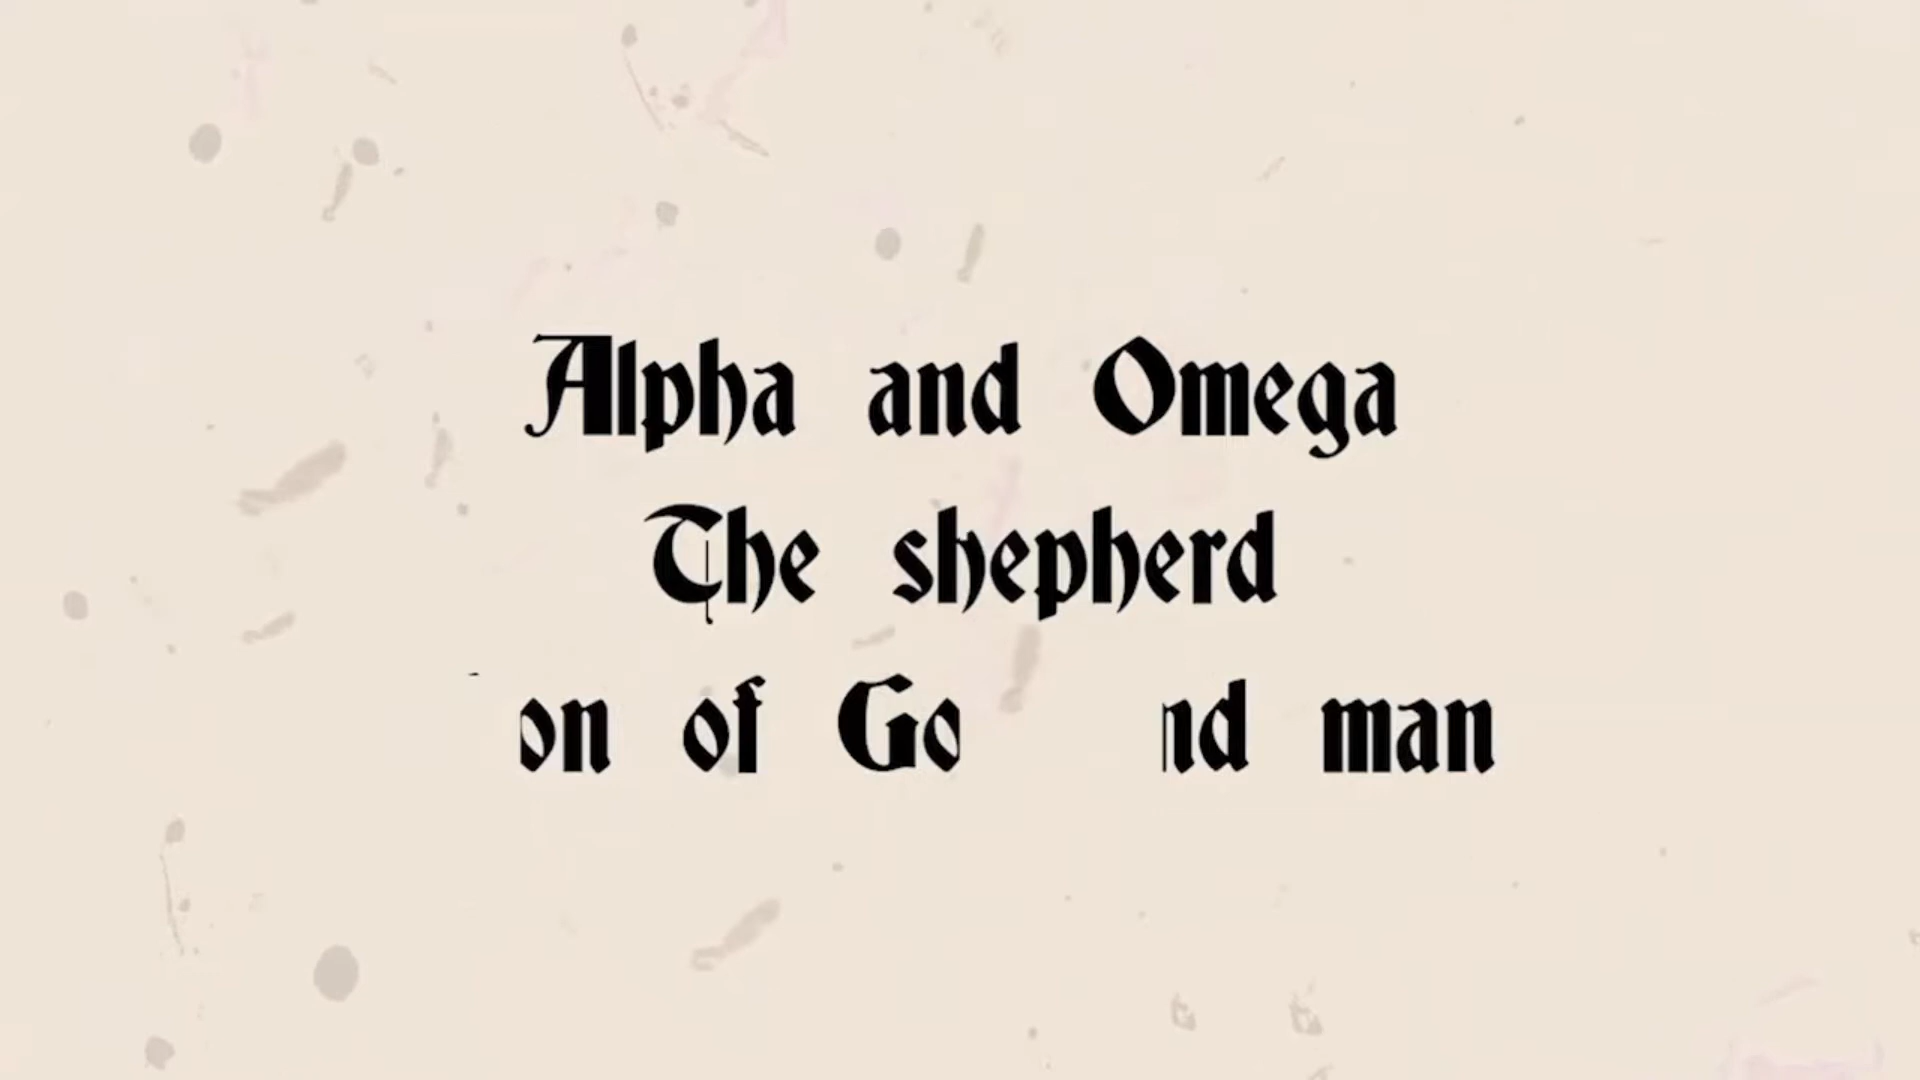 Alpha and Omega
The shepherd
on of Go nd man